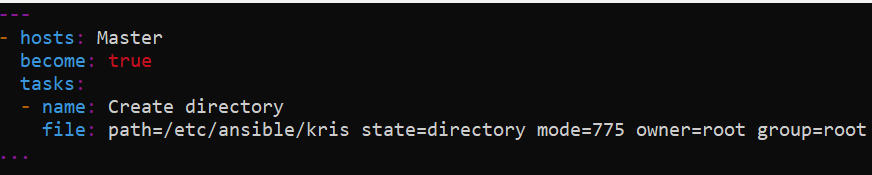 ---
- hosts: Master
  become: true
  tasks:
  - name: Create directory
    file: path=/etc/ansible/kris state=directory mode=775 owner=root group=root
...